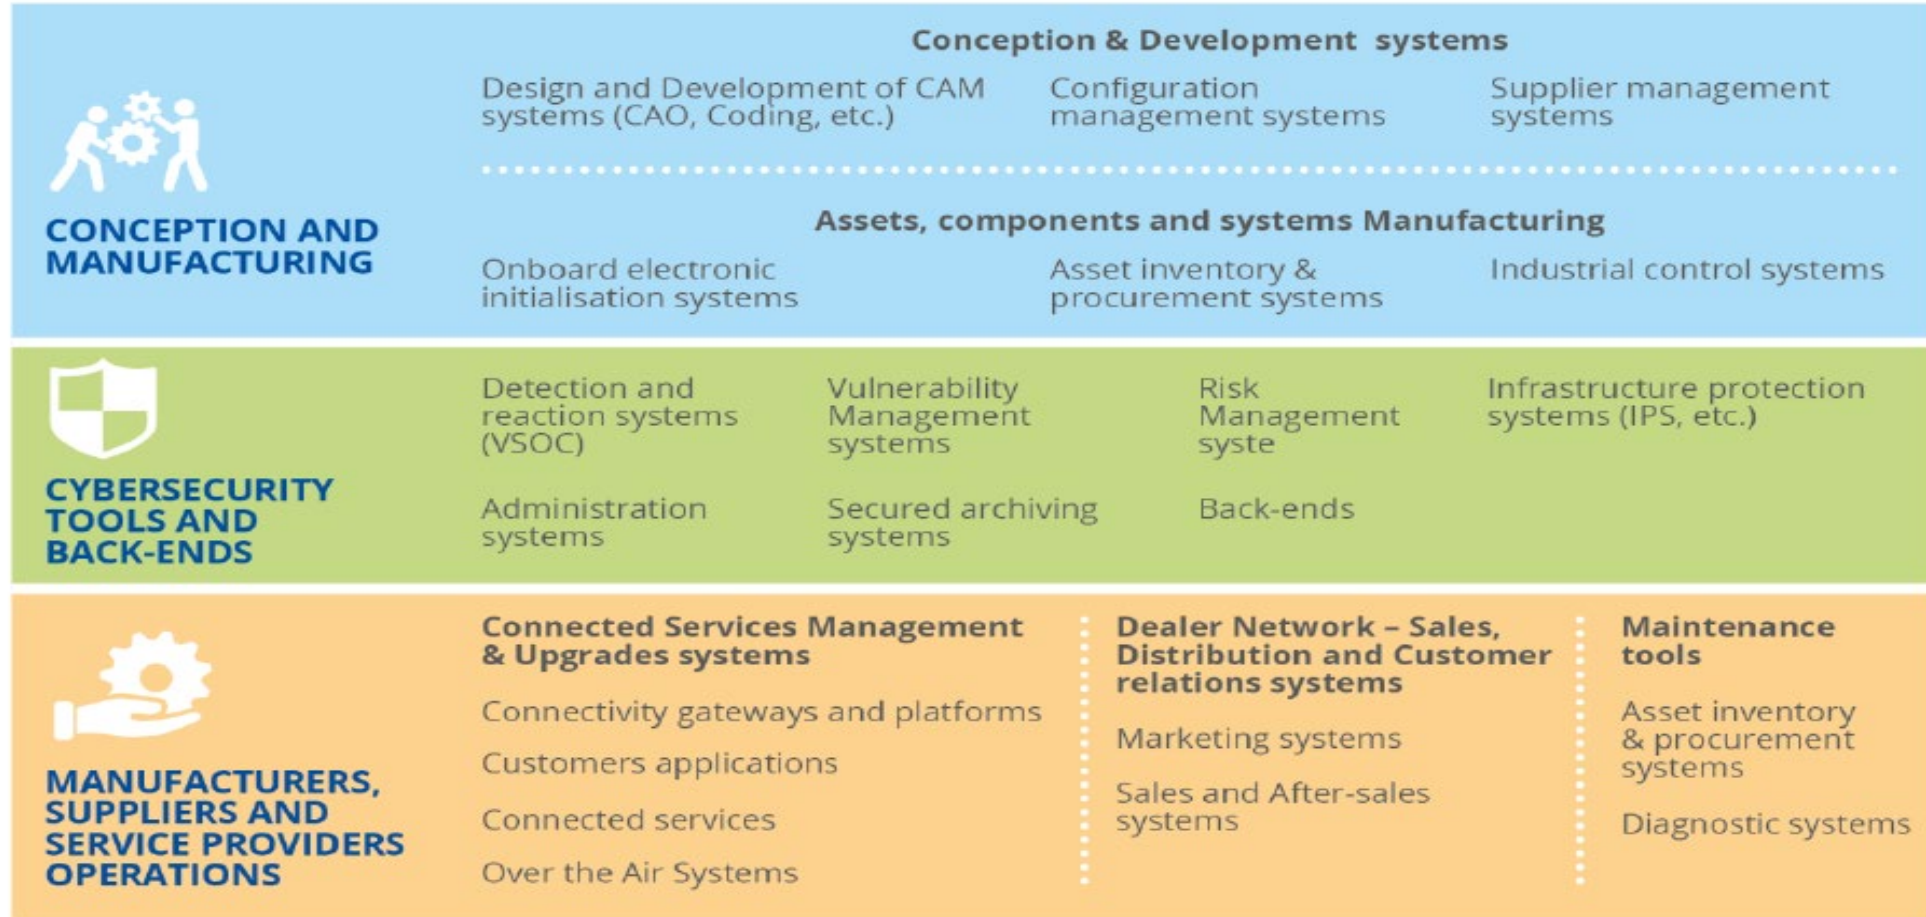 CONCEPTION AND
MANUFACTURING
Conception & Development systems
Design and Development of CAM
systems (CAO, Coding, etc.)
Configuration
management systems
Supplier management
systems
Assets, components and systems Manufacturing
Onboard electronic
initialisation systems
Asset inventory &
procurement systems
Industrial control systems
CYBERSECURITY
TOOLS AND
BACK-ENDS
Detection and
reaction systems
(VSOC)
Vulnerability
Management
systems
Risk
Management
syste
Infrastructure protection
systems (IPS, etc.)
Administration
systems
Secured archiving
systems
Back-ends
MANUFACTURERS,
SUPPLIERS AND
SERVICE PROVIDERS
OPERATIONS
Connected Services Management
& Upgrades systems
Connectivity gateways and platforms
Customers applications
Connected services
Over the Air Systems
Dealer Network – Sales,
Distribution and Customer
relations systems
Marketing systems
Sales and After-sales
systems
Maintenance
tools
Asset inventory
& procurement
systems
Diagnostic systems